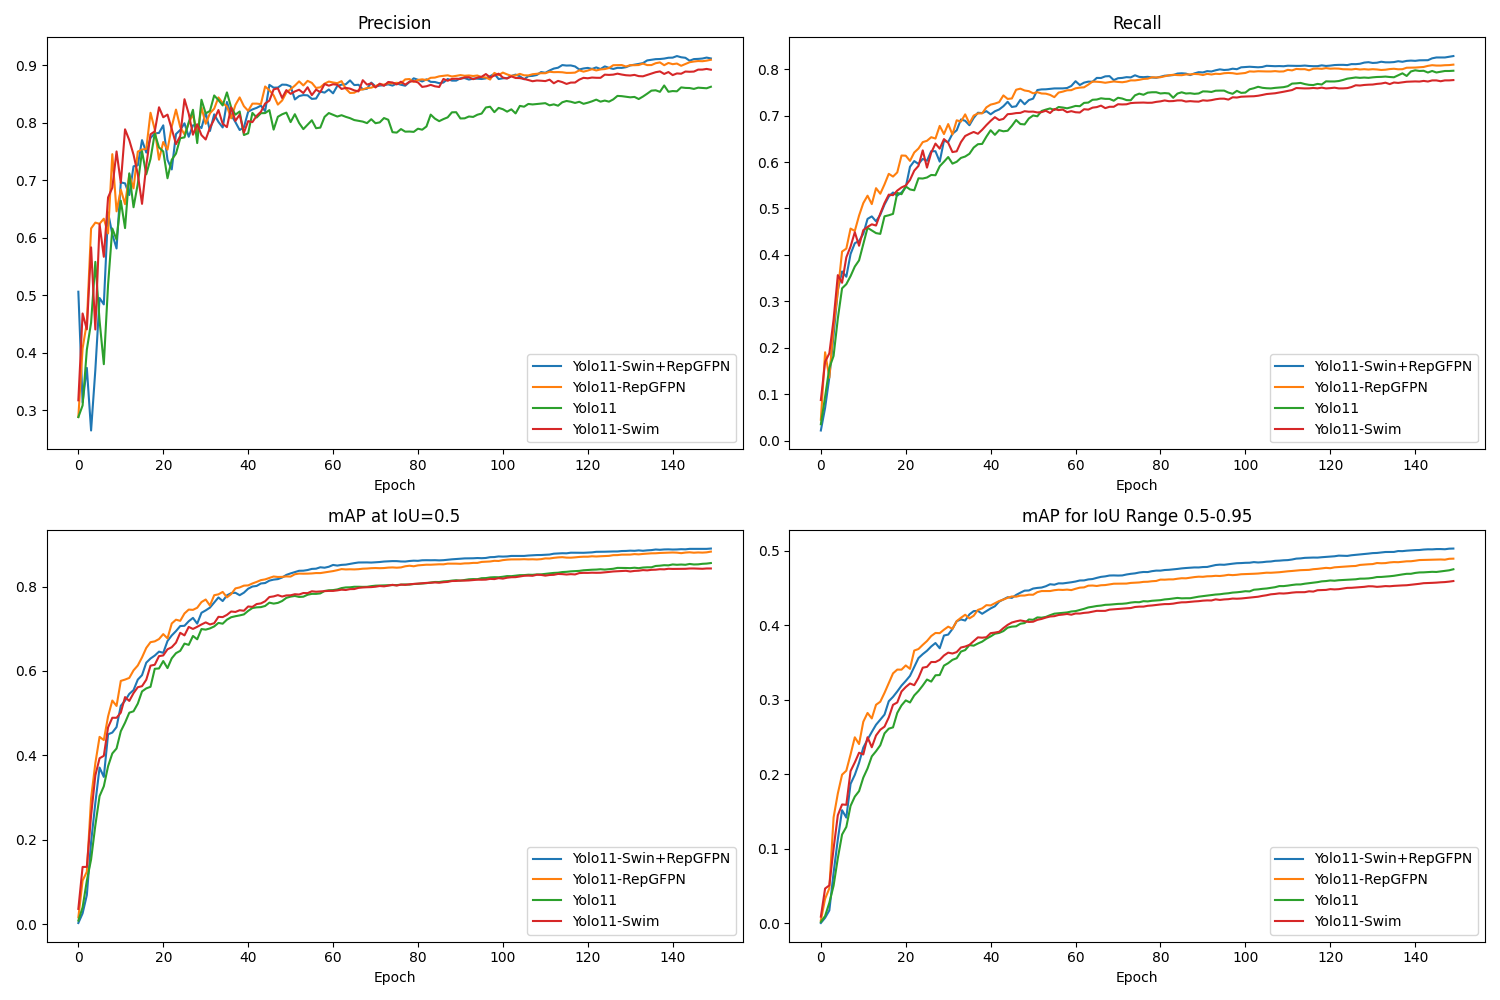 Precision
0.9
0.8
0.7
0.6
0.5
0.4
0.3
Yolo11-Swin+RepGFPN
Yolo11-RepGFPN
Yolo11
Yolo11-Swim
0 20 40 60 80 100 120 140
Epoch
Recall
0.8
0.7
0.6
0.5
0.4
0.3
0.2
0.1
0.0
Yolo11-Swin+RepGFPN
Yolo11-RepGFPN
Yolo11
Yolo11-Swim
0 20 40 60 80 100 120 140
Epoch
mAP at IoU=0.5
0.8
0.6
0.4
0.2
0.0
Yolo11-Swin+RepGFPN
Yolo11-RepGFPN
Yolo11
Yolo11-Swim
0 20 40 60 80 100 120 140
Epoch
mAP for IoU Range 0.5-0.95
0.5
0.4
0.3
0.2
0.1
0.0
Yolo11-Swin+RepGFPN
Yolo11-RepGFPN
Yolo11
Yolo11-Swim
0 20 40 60 80 100 120 140
Epoch